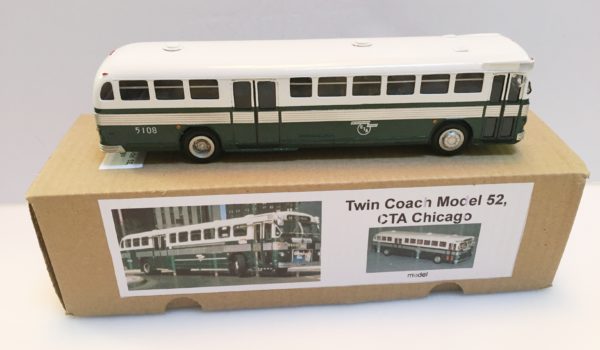 5108
Twin Coach Model 52,
CTA Chicago
model